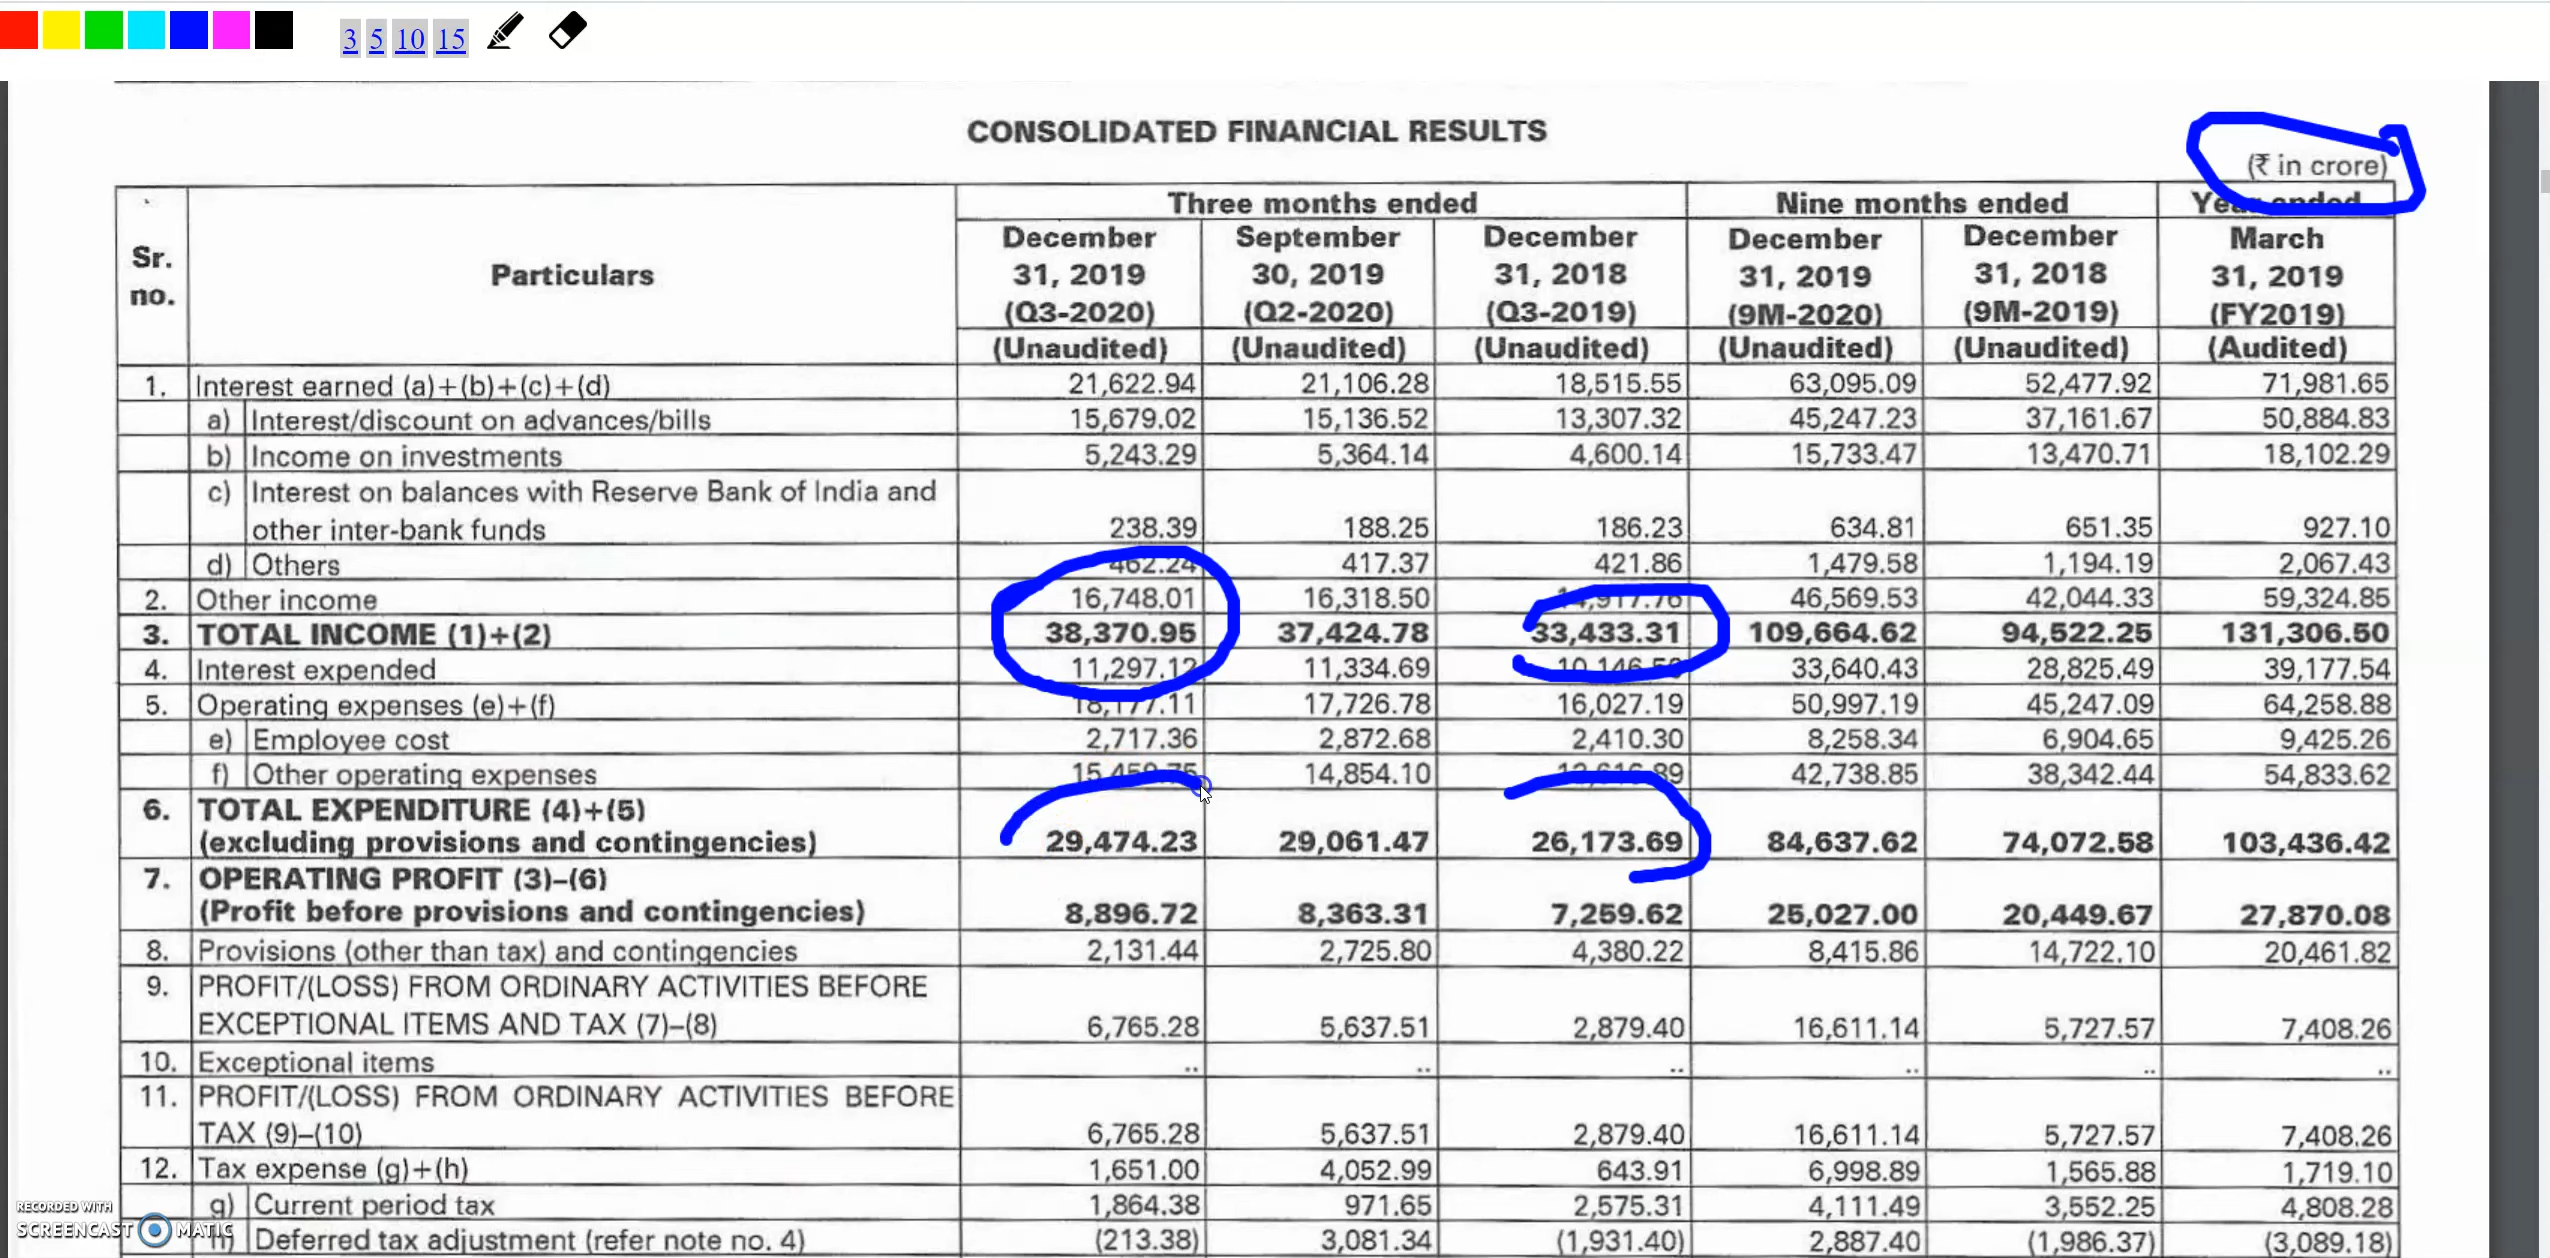 3 5 10 15
CONSOLIDATED FINANCIAL RESULTS
(₹ in crore)
Sr. no. Particulars Three months ended Nine months ended Year ended
December 31, 2019 (Q3-2020) September 30, 2019 (Q2-2020) December 31, 2018 (Q3-2019) December 31, 2019 (9M-2020) December 31, 2018 (9M-2019) March 31, 2019 (FY2019)
(Unaudited) (Unaudited) (Unaudited) (Unaudited) (Unaudited) (Audited)
1. Interest earned (a)+(b)+(c)+(d) 21,622.94 21,106.28 18,515.55 63,095.09 52,477.92 71,981.65
a) Interest/discount on advances/bills 15,679.02 15,136.52 13,307.32 45,247.23 37,161.67 50,884.83
b) Income on investments 5,243.29 5,364.14 4,600.14 15,733.47 13,470.71 18,102.29
c) Interest on balances with Reserve Bank of India and
other inter-bank funds 238.39 188.25 186.23 634.81 651.35 927.10
d) Others 462.24 417.37 421.86 1,479.58 1,194.19 2,067.43
2. Other income 16,748.01 16,318.50 14,917.76 46,569.53 42,044.33 59,324.85
3. TOTAL INCOME (1)+(2) 38,370.95 37,424.78 33,433.31 109,664.62 94,522.25 131,306.50
4. Interest expended 11,297.12 11,334.69 10,146.50 33,640.43 28,825.49 39,177.54
5. Operating expenses (e)+(f) 18,177.11 17,726.78 16,027.19 50,997.19 45,247.09 64,258.88
e) Employee cost 2,717.36 2,872.68 2,410.30 8,258.34 6,904.65 9,425.26
f) Other operating expenses 15,459.75 14,854.10 13,616.89 42,738.85 38,342.44 54,833.62
6. TOTAL EXPENDITURE (4)+(5)
(excluding provisions and contingencies) 29,474.23 29,061.47 26,173.69 84,637.62 74,072.58 103,436.42
7. OPERATING PROFIT (3)–(6)
(Profit before provisions and contingencies) 8,896.72 8,363.31 7,259.62 25,027.00 20,449.67 27,870.08
8. Provisions (other than tax) and contingencies 2,131.44 2,725.80 4,380.22 8,415.86 14,722.10 20,461.82
9. PROFIT/(LOSS) FROM ORDINARY ACTIVITIES BEFORE
EXCEPTIONAL ITEMS AND TAX (7)–(8) 6,765.28 5,637.51 2,879.40 16,611.14 5,727.57 7,408.26
10. Exceptional items .. .. .. .. .. ..
11. PROFIT/(LOSS) FROM ORDINARY ACTIVITIES BEFORE
TAX (9)–(10) 6,765.28 5,637.51 2,879.40 16,611.14 5,727.57 7,408.26
12. Tax expense (g)+(h) 1,651.00 4,052.99 643.91 6,998.89 1,565.88 1,719.10
g) Current period tax 1,864.38 971.65 2,575.31 4,111.49 3,552.25 4,808.28
h) Deferred tax adjustment (refer note no. 4) (213.38) 3,081.34 (1,931.40) 2,887.40 (1,986.37) (3,089.18)
RECORDED WITH
SCREENCAST MATIC